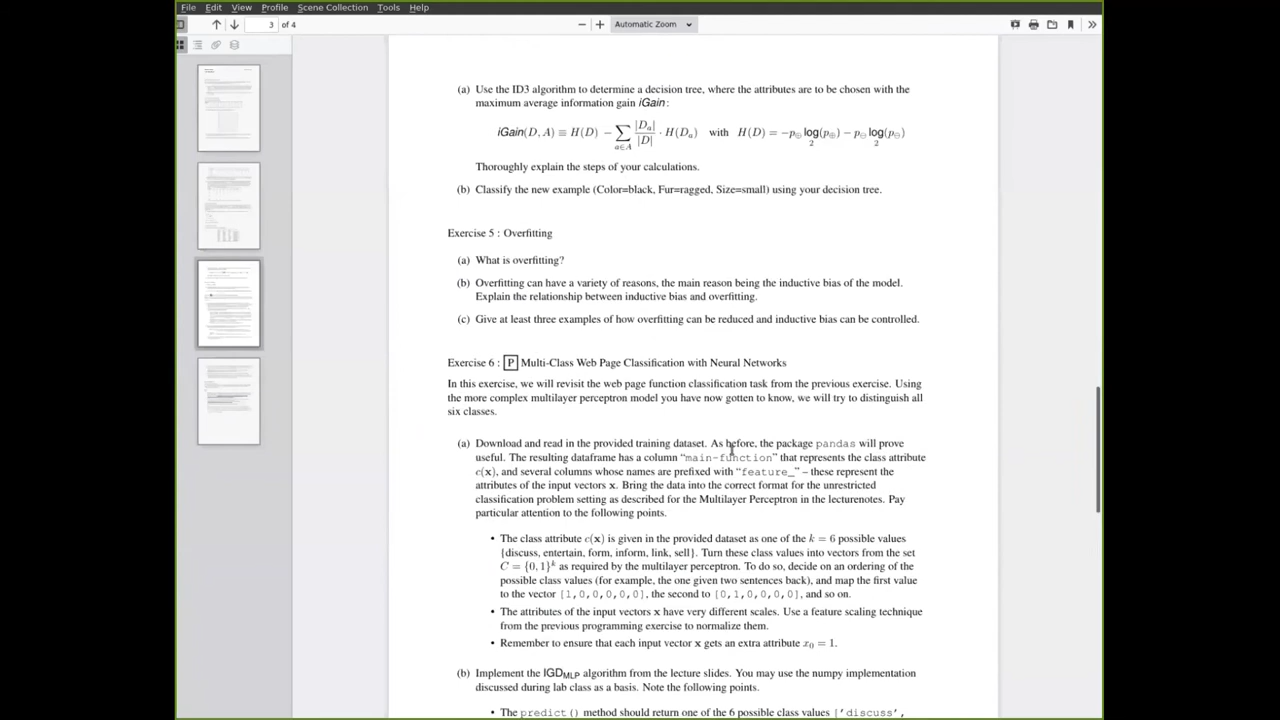 File Edit View Profile Scene Collection Tools Help
3 of 4
Automatic Zoom
(a) Use the ID3 algorithm to determine a decision tree, where the attributes are to be chosen with the
maximum average information gain iGain:
iGain(D, A) ≡ H(D) − ∑_{a∈A} |D_a|/|D| · H(D_a) with H(D) = −p⊕ log₂(p⊕) − p⊖ log₂(p⊖)
Thoroughly explain the steps of your calculations.
(b) Classify the new example (Color=black, Fur=ragged, Size=small) using your decision tree.
Exercise 5 : Overfitting
(a) What is overfitting?
(b) Overfitting can have a variety of reasons, the main reason being the inductive bias of the model.
Explain the relationship between inductive bias and overfitting.
(c) Give at least three examples of how overfitting can be reduced and inductive bias can be controlled.
Exercise 6 : P Multi-Class Web Page Classification with Neural Networks
In this exercise, we will revisit the web page function classification task from the previous exercise. Using
the more complex multilayer perceptron model you have now gotten to know, we will try to distinguish all
six classes.
(a) Download and read in the provided training dataset. As before, the package pandas will prove
useful. The resulting dataframe has a column “main-function” that represents the class attribute
c(x), and several columns whose names are prefixed with “feature_” – these represent the
attributes of the input vectors x. Bring the data into the correct format for the unrestricted
classification problem setting as described for the Multilayer Perceptron in the lecturenotes. Pay
particular attention to the following points.
• The class attribute c(x) is given in the provided dataset as one of the k = 6 possible values
{discuss, entertain, form, inform, link, sell}. Turn these class values into vectors from the set
C = {0, 1}^k as required by the multilayer perceptron. To do so, decide on an ordering of the
possible class values (for example, the one given two sentences back), and map the first value
to the vector [1,0,0,0,0,0], the second to [0,1,0,0,0,0], and so on.
• The attributes of the input vectors x have very different scales. Use a feature scaling technique
from the previous programming exercise to normalize them.
• Remember to ensure that each input vector x gets an extra attribute x₀ = 1.
(b) Implement the IGD_MLP algorithm from the lecture slides. You may use the numpy implementation
discussed during lab class as a basis. Note the following points.
• The predict() method should return one of the 6 possible class values ['discuss',